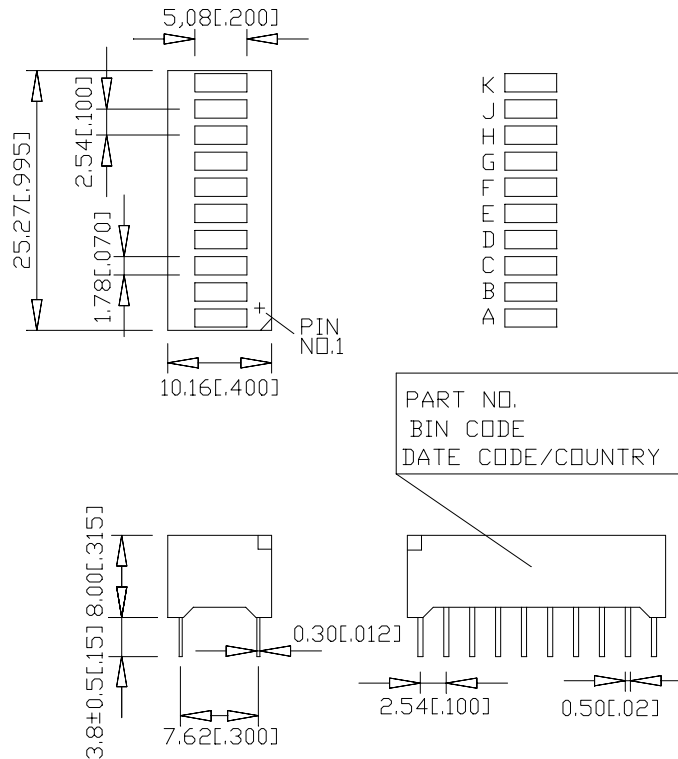 5,08[.200]
2.54[.100]
25,27[.995]
1.78[.070]
PIN
NO.1
10.16[.400]
K
J
H
G
F
E
D
C
B
A
PART NO.
BIN CODE
DATE CODE/COUNTRY
8.00[.315]
3.8±0.5[.15]
0.30[.012]
7.62[.300]
2.54[.100]
0.50[.02]